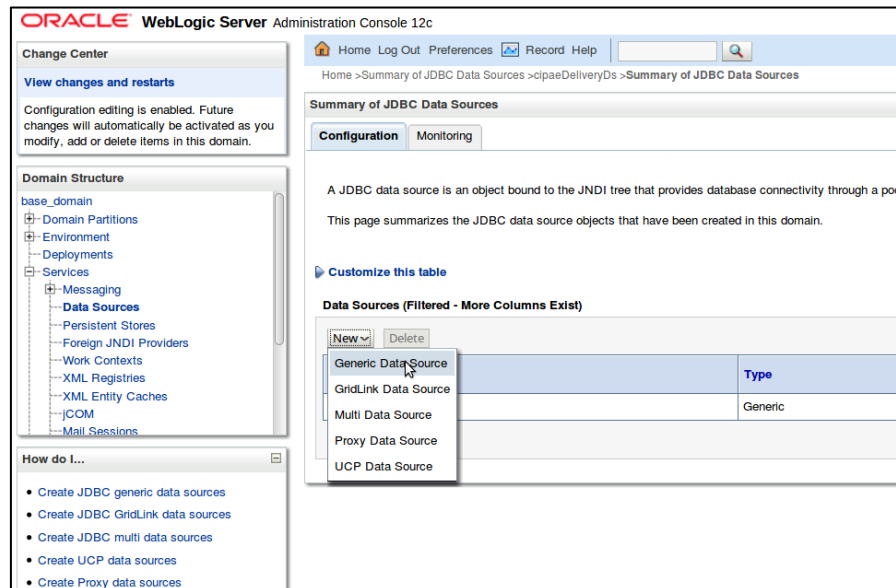 ORACLE WebLogic Server Administration Console 12c
Change Center
View changes and restarts
Configuration editing is enabled. Future
changes will automatically be activated as you
modify, add or delete items in this domain.
Domain Structure
base_domain
Domain Partitions
Environment
Deployments
Services
Messaging
Data Sources
Persistent Stores
Foreign JNDI Providers
Work Contexts
XML Registries
XML Entity Caches
jCOM
Mail Sessions
How do I...
Create JDBC generic data sources
Create JDBC GridLink data sources
Create JDBC multi data sources
Create UCP data sources
Create Proxy data sources
Home Log Out Preferences Record Help
Home >Summary of JDBC Data Sources >cipaeDeliveryDs >Summary of JDBC Data Sources
Summary of JDBC Data Sources
Configuration Monitoring
A JDBC data source is an object bound to the JNDI tree that provides database connectivity through a
This page summarizes the JDBC data source objects that have been created in this domain.
Customize this table
Data Sources (Filtered - More Columns Exist)
New Delete
Generic Data Source
GridLink Data Source
Multi Data Source
Proxy Data Source
UCP Data Source
Type
Generic